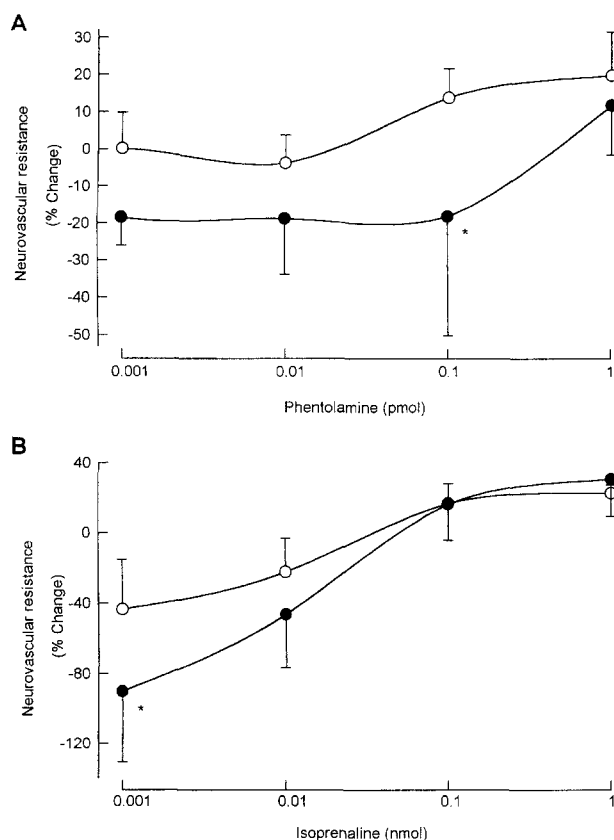 A
Neurovascular resistance
(% Change)
30
20
10
0
-10
-20
-30
-40
-50
*
0.001 0.01 0.1 1
Phentolamine (pmol)
B
Neurovascular resistance
(% Change)
40
0
-40
-80
-120
*
0.001 0.01 0.1 1
Isoprenaline (nmol)